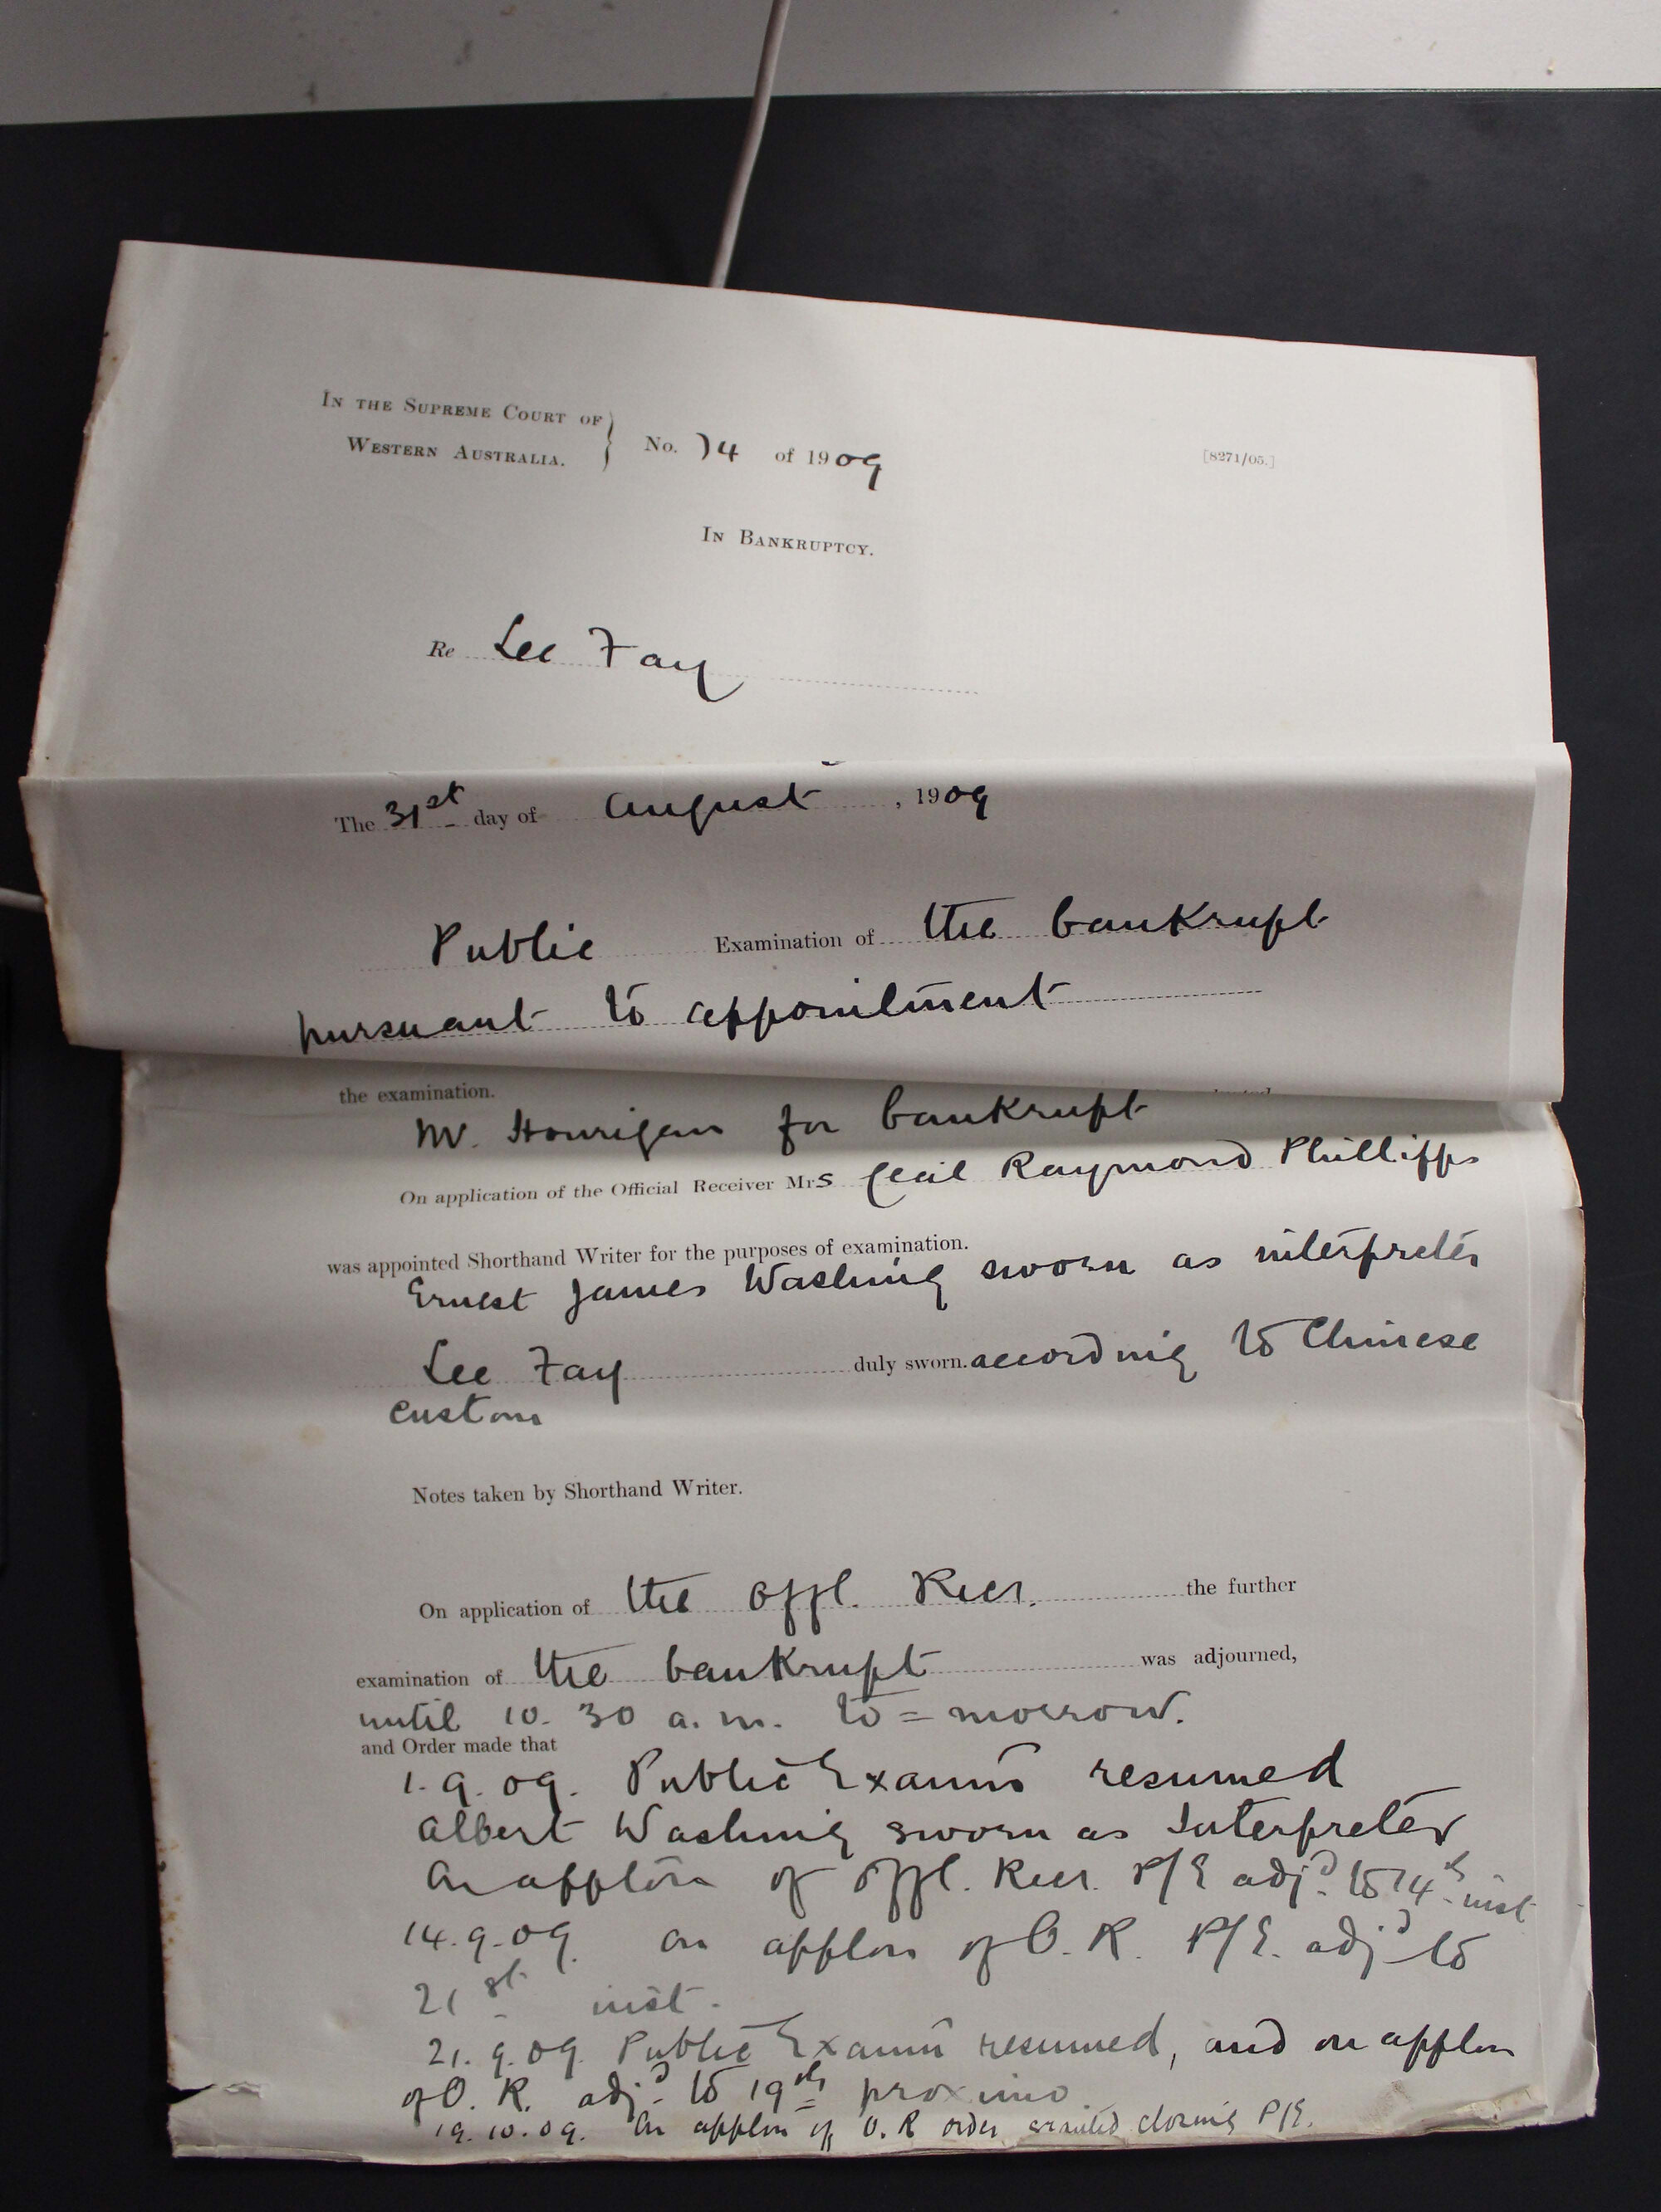 IN THE SUPREME COURT OF
WESTERN AUSTRALIA.
No. 14 of 1909
[8271/05.]
IN BANKRUPTCY.
Re Lee Fay
The 31st day of August, 1909
Public Examination of the bankrupt
pursuant to appointment
the examination.
Mr. Hourigan for bankrupt
On application of the Official Receiver Mrs Raymond Phillipps
was appointed Shorthand Writer for the purposes of examination.
Ernest James Washing sworn as interpreter
Lee Fay duly sworn. according to Chinese
custom
Notes taken by Shorthand Writer.
On application of the Offl. Recr. the further
examination of the bankrupt was adjourned,
until 10.30 a.m. to=morrow.
and Order made that
1.9.09. Public Examn resumed
Albert Washing sworn as Interpreter
On applon of Offl. Recr. P/E adjd to 14th inst
14.9.09 On applon of O.R. P/E. adjd to
21st inst.
21.9.09 Public Examn resumed, and on applon
of O.R. adjd to 19th proximo
19.10.09. On applon of O.R order granted closing P/E.